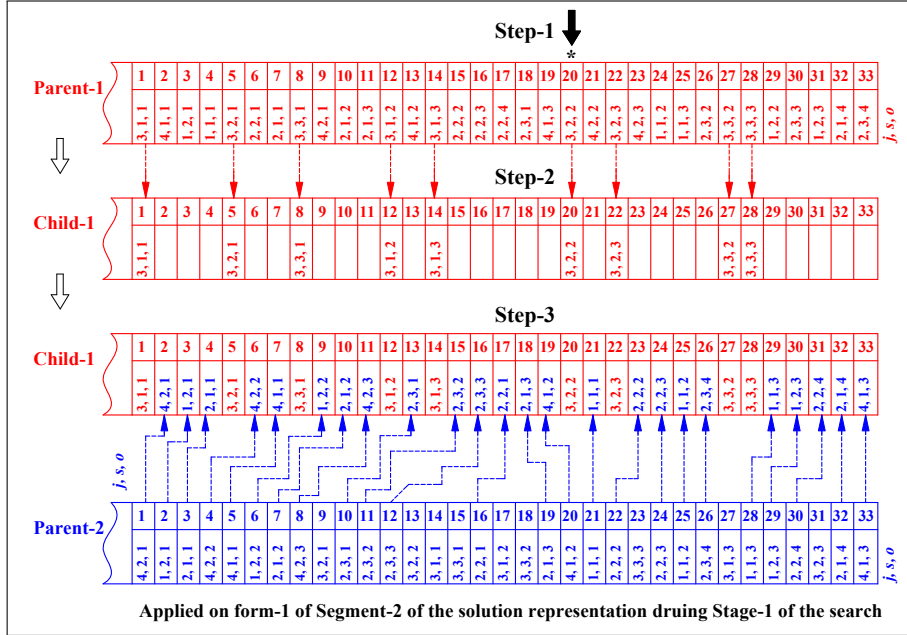 Step-1
*
Parent-1
1 2 3 4 5 6 7 8 9 10 11 12 13 14 15 16 17 18 19 20 21 22 23 24 25 26 27 28 29 30 31 32 33
3, 1, 1 4, 1, 1 1, 2, 1 1, 1, 1 3, 2, 1 2, 2, 1 2, 1, 1 3, 3, 1 4, 2, 1 2, 1, 2 2, 1, 3 3, 1, 2 4, 1, 2 3, 1, 3 2, 2, 2 2, 2, 3 2, 2, 4 2, 3, 1 4, 1, 3 3, 2, 2 4, 2, 2 3, 2, 3 4, 2, 3 1, 1, 2 1, 1, 3 2, 3, 2 3, 3, 2 3, 3, 3 1, 2, 2 2, 3, 3 1, 2, 3 2, 1, 4 2, 3, 4
j, s, o
Step-2
Child-1
1 2 3 4 5 6 7 8 9 10 11 12 13 14 15 16 17 18 19 20 21 22 23 24 25 26 27 28 29 30 31 32 33
3, 1, 1 3, 2, 1 3, 3, 1 3, 1, 2 3, 1, 3 3, 2, 2 3, 2, 3 3, 3, 2 3, 3, 3
Step-3
Child-1
1 2 3 4 5 6 7 8 9 10 11 12 13 14 15 16 17 18 19 20 21 22 23 24 25 26 27 28 29 30 31 32 33
3, 1, 1 4, 2, 1 1, 2, 1 2, 1, 1 3, 2, 1 4, 2, 2 4, 1, 1 3, 3, 1 1, 2, 2 2, 1, 2 4, 2, 3 3, 1, 2 2, 3, 1 3, 1, 3 2, 3, 2 2, 3, 3 2, 2, 1 2, 1, 3 4, 1, 2 3, 2, 2 1, 1, 1 3, 2, 3 2, 2, 2 2, 2, 3 1, 1, 2 2, 3, 4 3, 3, 2 3, 3, 3 1, 1, 3 1, 2, 3 2, 2, 4 2, 1, 4 4, 1, 3
j, s, o
Parent-2
1 2 3 4 5 6 7 8 9 10 11 12 13 14 15 16 17 18 19 20 21 22 23 24 25 26 27 28 29 30 31 32 33
4, 2, 1 1, 2, 1 2, 1, 1 4, 2, 2 4, 1, 1 1, 2, 2 2, 1, 2 4, 2, 3 3, 2, 1 2, 3, 1 2, 3, 2 2, 3, 3 2, 2, 1 3, 1, 2 2, 1, 3 4, 1, 2 1, 1, 1 2, 2, 2 2, 2, 3 1, 1, 2 2, 3, 4 3, 1, 3 1, 1, 3 1, 2, 3 2, 2, 4 3, 2, 3 2, 1, 4 4, 1, 3
j, s, o
Applied on form-1 of Segment-2 of the solution representation druing Stage-1 of the search